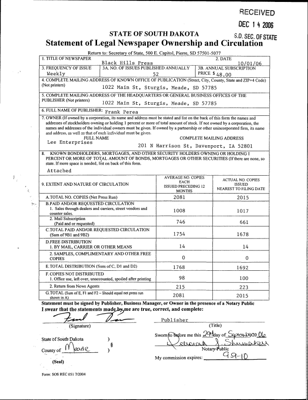 RECEIVED
DEC 14 2006
S.D. SEC. OF STATE
STATE OF SOUTH DAKOTA
Statement of Legal Newspaper Ownership and Circulation
Return to: Secretary of State, 500 E. Capitol, Pierre, SD 57501-5077
1. TITLE OF NEWSPAPER
Black Hills Press
2. DATE
10/01/06
3. FREQUENCY OF ISSUE
Weekly
3A. NO. OF ISSUES PUBLISHED ANNUALLY
52
3B. ANNUAL SUBSCRIPTION
PRICE $ 48.00
4. COMPLETE MAILING ADDRESS OF KNOWN OFFICE OF PUBLICATION (Street, City, County, State and ZIP+4 Code)
(Not printers)
1022 Main St, Sturgis, Meade, SD 57785
5. COMPLETE MAILING ADDRESS OF THE HEADQUARTERS OR GENERAL BUSINESS OFFICES OF THE
PUBLISHER (Not printers)
1022 Main St, Sturgis, Meade, SD 57785
6. FULL NAME OF PUBLISHER:
7. OWNER (If owned by a corporation, its name and address must be stated and for on the back of this form the names and
addresses of stockholders owning or holding 1 percent or more of total amount of stock. If not owned by a corporation, the
names and addresses of the individual owners must be given. If owned by a partnership or other unincorporated firm, its name
and address, as well as that of each individual must be given.
FULL NAME
COMPLETE MAILING ADDRESS
Lee Enterprises
201 N Harrison St, Davenport, IA 52801
8. KNOWN BONDHOLDERS, MORTGAGES, AND OTHER SECURITY HOLDERS OWNING OR HOLDING 1
PERCENT OR MORE OF TOTAL AMOUNT OF BONDS, MORTGAGES OR OTHER SECURITIES (If there are none, so
state. If more space is needed, list on back of this form.
Attached
9. EXTENT AND NATURE OF CIRCULATION
AVERAGE NO. COPIES
EACH
ISSUED PRECEDING 12
MONTHS
ACTUAL NO. COPIES
ISSUED
NEAREST TO FILING DATE
A. TOTAL NO. COPIES (Net Press Run)
2081
2015
B. PAID AND/OR REQUESTED CIRCULATION
1. Sales through dealers and carriers, street vendors and
counter sales.
1008
1017
2. Mail Subscription
(Paid and or requested)
746
661
C. TOTAL PAID AND/OR REQUESTED CIRCULATION
(Sum of 9B1 and 9B2)
1754
1678
D. FREE DISTRIBUTION
1. BY MAIL, CARRIER OR OTHER MEANS
14
14
2. SAMPLES, COMPLIMENTARY AND OTHER FREE
COPIES
0
0
E. TOTAL DISTRIBUTION (Sum of C, D1 and D2)
1768
1692
F. COPIES NOT DISTRIBUTED
1. Office use, left over, unaccounted, spoiled after printing
98
100
2. Return from News Agents
215
223
G. TOTAL (Sum of E, F1 and F2 - Should equal net press run
shown in A)
2081
2015
Statement must be signed by Publisher, Business Manager, or Owner in the presence of a Notary Public
I swear that the statements made by me are true, correct, and complete:
Publisher
(Signature)
(Title)
State of South Dakota
County of Meade
(Seal)
Sworn to before me this
Notary Public
My commission expires: